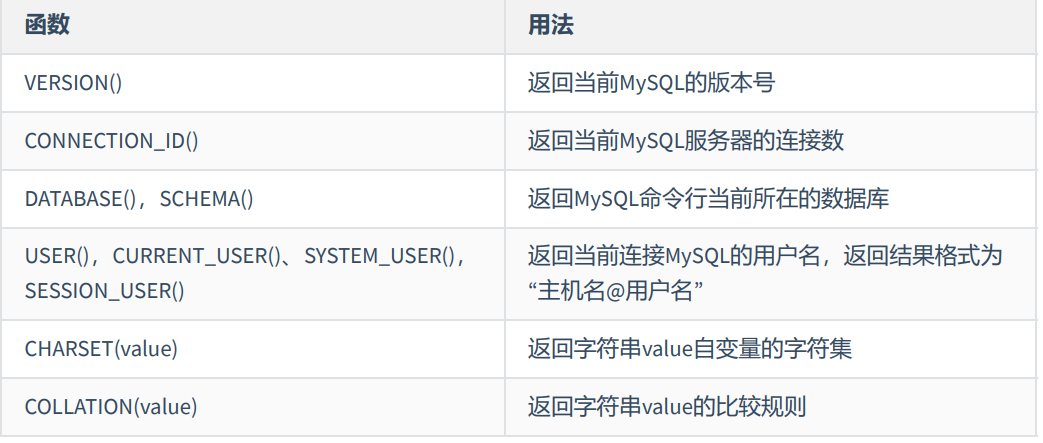 函数 用法
VERSION() 返回当前MySQL的版本号
CONNECTION_ID() 返回当前MySQL服务器的连接数
DATABASE()，SCHEMA() 返回MySQL命令行当前所在的数据库
USER()，CURRENT_USER()、SYSTEM_USER()， 返回当前连接MySQL的用户名，返回结果格式为
SESSION_USER() “主机名@用户名”
CHARSET(value) 返回字符串value自变量的字符集
COLLATION(value) 返回字符串value的比较规则